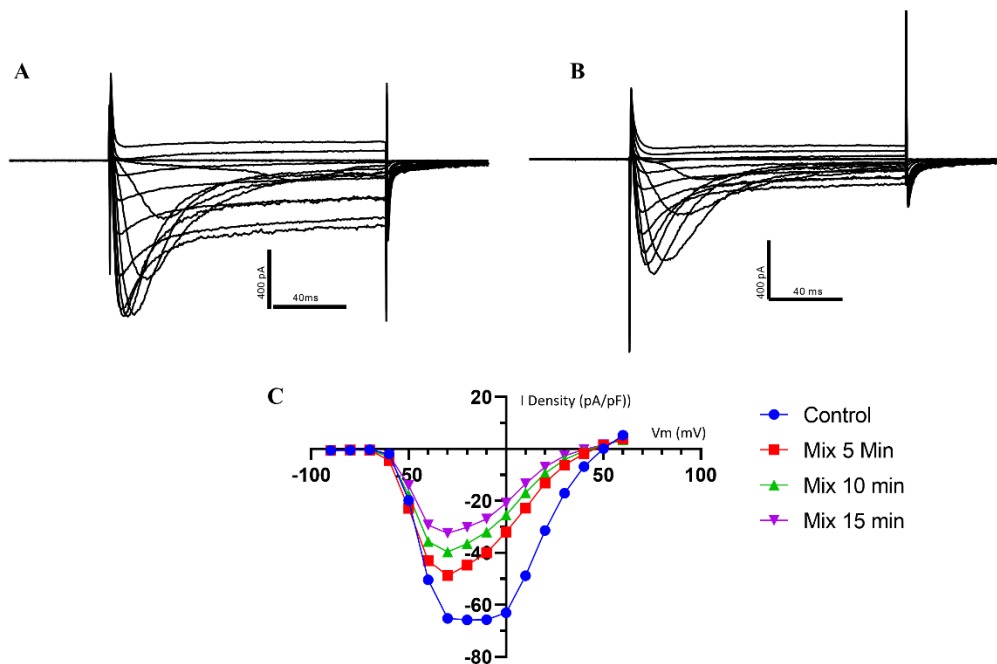 A
B
400 pA
40ms
400 pA
40 ms
C
20
I Density (pA/pF))
Vm (mV)
-100
-50
50
100
-20
-40
-60
-80
Control
Mix 5 Min
Mix 10 min
Mix 15 min